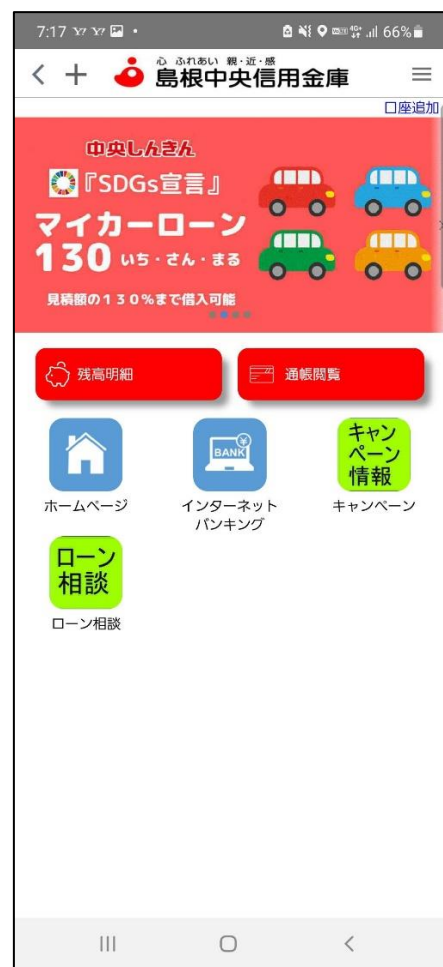 7:17
66%
心 ふれあい 親・近・感
島根中央信用金庫
口座追加
中央しんきん
『SDGs宣言』
マイカーローン
130 いち・さん・まる
見積額の130%まで借入可能
残高明細
通帳閲覧
BANK
キャン
ペーン
情報
ホームページ
インターネット
バンキング
キャンペーン
ローン
相談
ローン相談